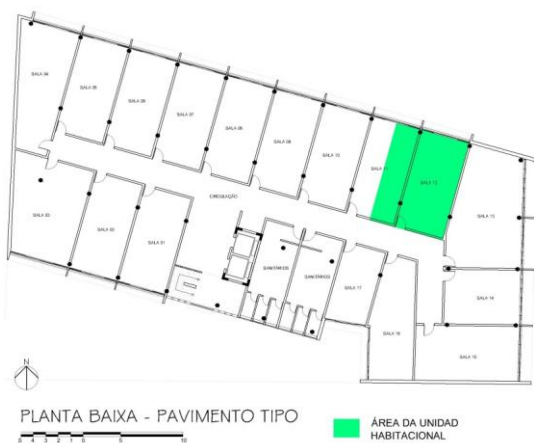 SALA 04
SALA 05
SALA 06
SALA 07
SALA 08
SALA 09
SALA 10
SALA 11
SALA 12
SALA 13
SALA 03
SALA 02
SALA 01
CIRCULAÇÃO
SANITÁRIOS
SANITÁRIOS
SALA 17
SALA 14
SALA 16
SALA 15
N
PLANTA BAIXA - PAVIMENTO TIPO
ÁREA DA UNIDAD
HABITACIONAL